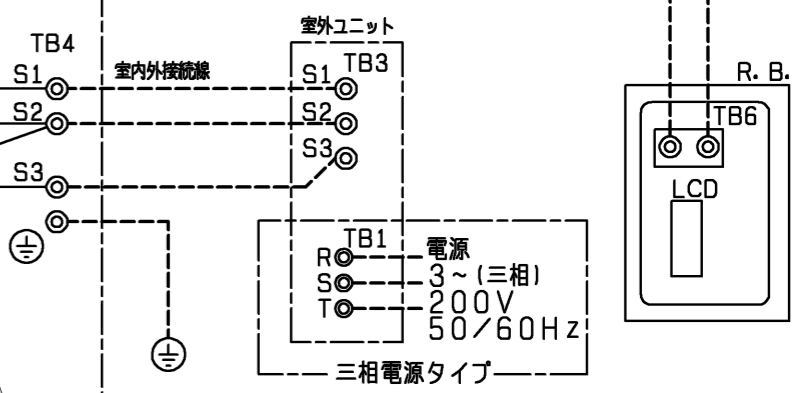 室外ユニット
TB4
室内外接続線
TB3
R. B.
S1
S1
S2
S2
TB6
S3
S3
LCD
TB1
R
S
T
電源
3~(三相)
200V
50/60Hz
三相電源タイプ